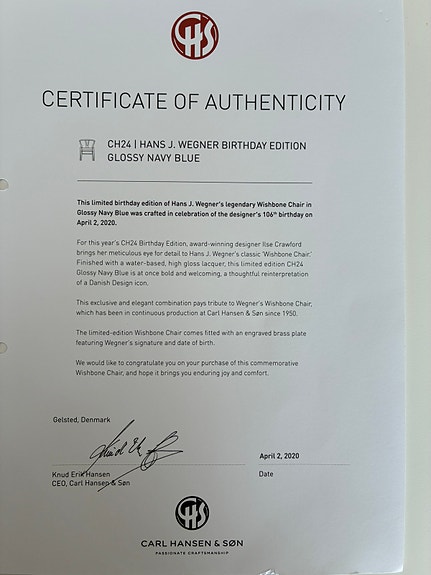 CHS
CERTIFICATE OF AUTHENTICITY
CH24 | HANS J. WEGNER BIRTHDAY EDITION
GLOSSY NAVY BLUE
This limited birthday edition of Hans J. Wegner's legendary Wishbone Chair in
Glossy Navy Blue was crafted in celebration of the designer's 106th birthday on
April 2, 2020.
For this year's CH24 Birthday Edition, award-winning designer Ilse Crawford
brings her meticulous eye for detail to Hans J. Wegner's classic 'Wishbone Chair.'
Finished with a water-based, high gloss lacquer, this limited edition CH24
Glossy Navy Blue is at once bold and welcoming, a thoughtful reinterpretation
of a Danish Design icon.
This exclusive and elegant combination pays tribute to Wegner's Wishbone Chair,
which has been in continuous production at Carl Hansen & Søn since 1950.
The limited-edition Wishbone Chair comes fitted with an engraved brass plate
featuring Wegner's signature and date of birth.
We would like to congratulate you on your purchase of this commemorative
Wishbone Chair, and hope it brings you enduring joy and comfort.
Gelsted, Denmark
April 2, 2020
Knud Erik Hansen
Date
CEO, Carl Hansen & Søn
CHS
CARL HANSEN & SØN
PASSIONATE CRAFTSMANSHIP